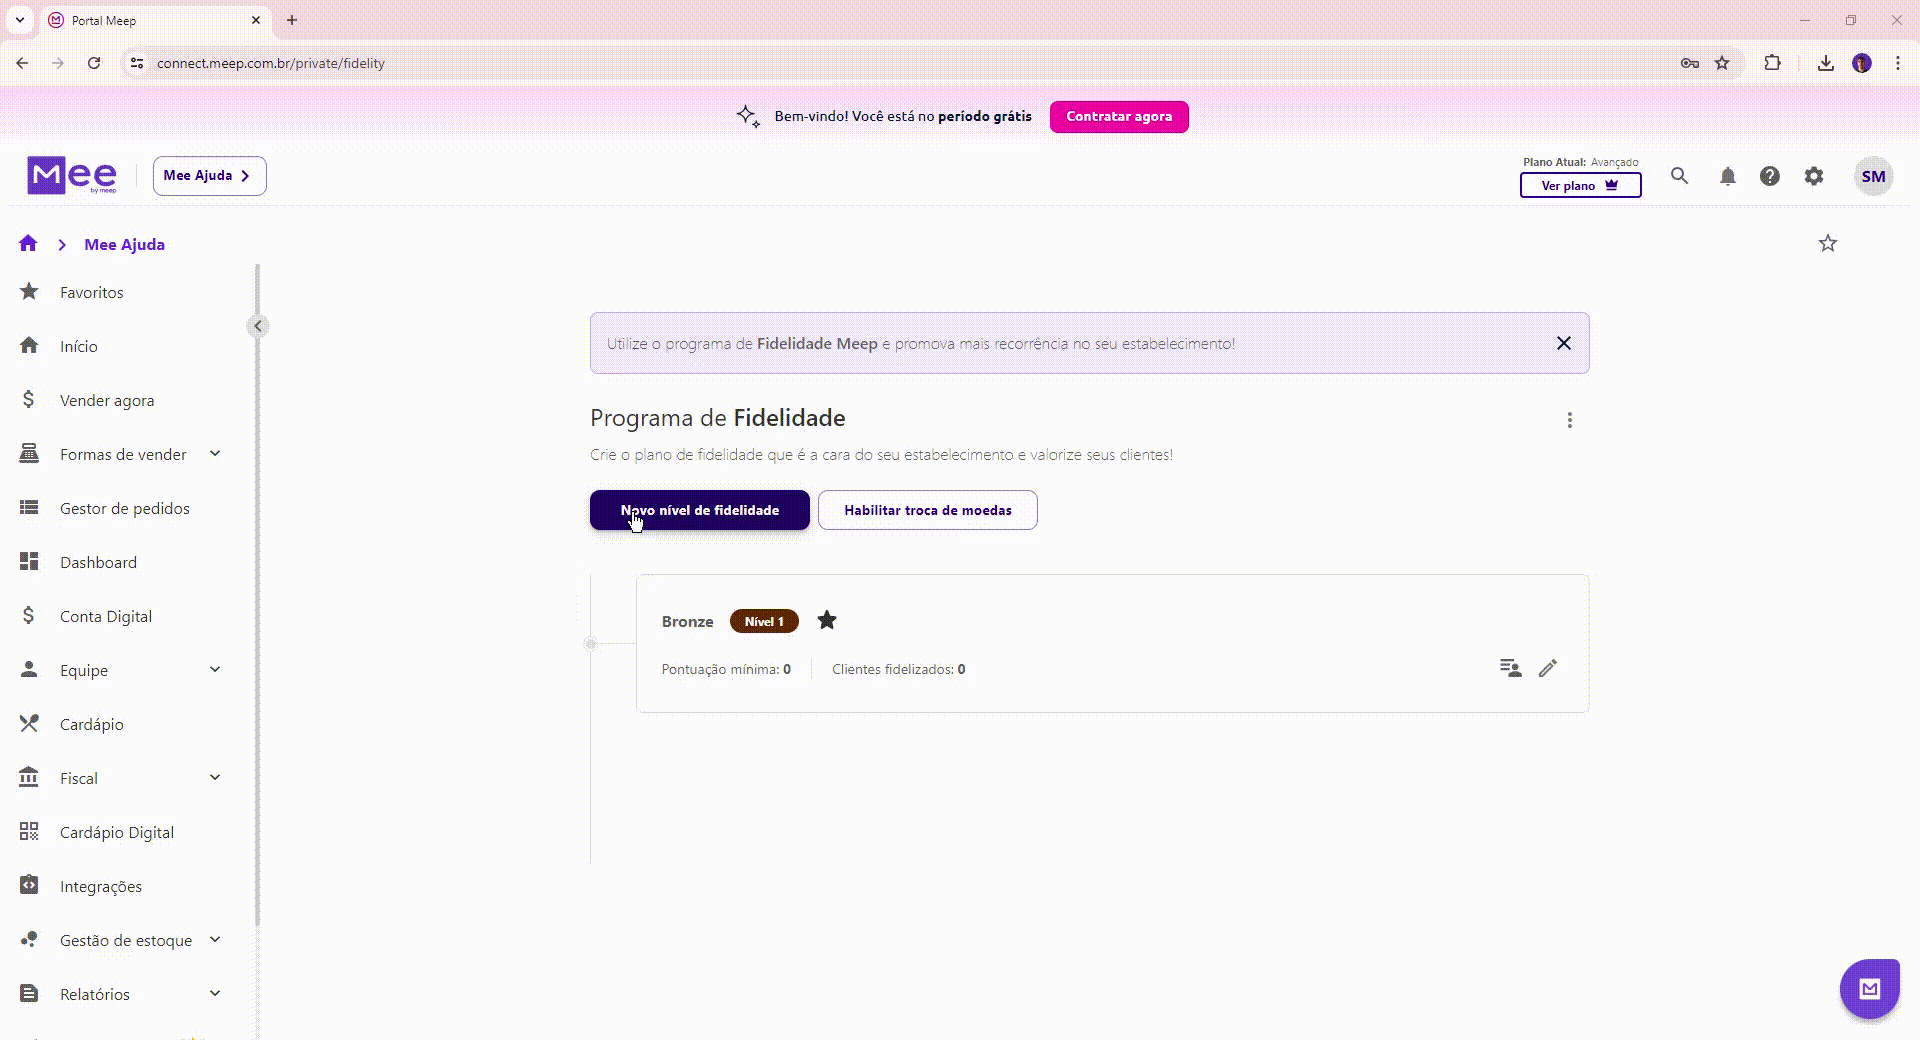 Portal Meep
connect.meep.com.br/private/fidelity
Bem-vindo! Você está no período grátis
Contratar agora
Mee
by meep
Mee Ajuda
Plano Atual: Avançado
Ver plano
SM
Mee Ajuda
Favoritos
Início
Vender agora
Formas de vender
Gestor de pedidos
Dashboard
Conta Digital
Equipe
Cardápio
Fiscal
Cardápio Digital
Integrações
Gestão de estoque
Relatórios
Utilize o programa de Fidelidade Meep e promova mais recorrência no seu estabelecimento!
Programa de Fidelidade
Crie o plano de fidelidade que é a cara do seu estabelecimento e valorize seus clientes!
Novo nível de fidelidade
Habilitar troca de moedas
Bronze
Nível 1
Pontuação mínima: 0
Clientes fidelizados: 0